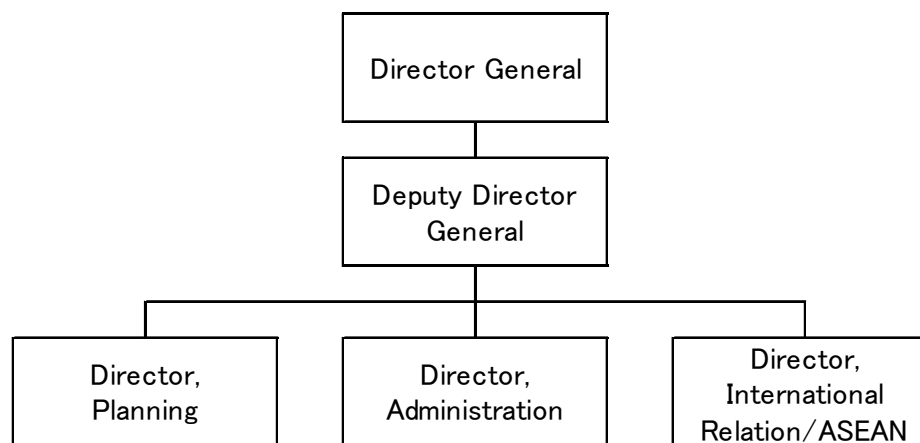 Director General
Deputy Director
General
Director,
Planning
Director,
Administration
Director,
International
Relation/ASEAN